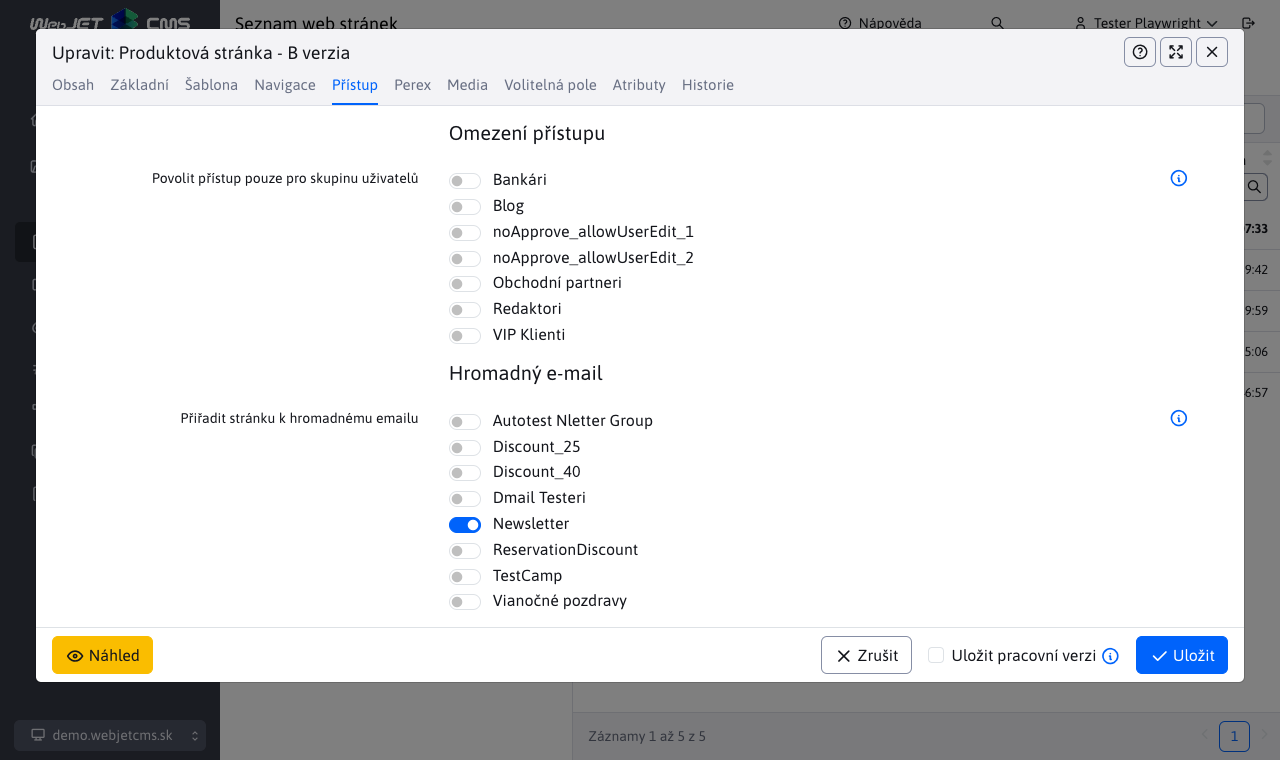 WebJET CMS
Seznam web stránek
Nápověda
Tester Playwright
Upravit: Produktová stránka - B verzia
Obsah Základní Šablona Navigace Přístup Perex Media Volitelná pole Atributy Historie
Omezení přístupu
Povolit přístup pouze pro skupinu uživatelů
Bankári
Blog
noApprove_allowUserEdit_1
noApprove_allowUserEdit_2
Obchodní partneri
Redaktori
VIP Klienti
Hromadný e-mail
Přiřadit stránku k hromadnému emailu
Autotest Nletter Group
Discount_25
Discount_40
Dmail Testeri
Newsletter
ReservationDiscount
TestCamp
Vianočné pozdravy
7:33
9:42
9:59
5:06
6:57
Náhled
Zrušit
Uložit pracovní verzi
Uložit
demo.webjetcms.sk
Záznamy 1 až 5 z 5
1